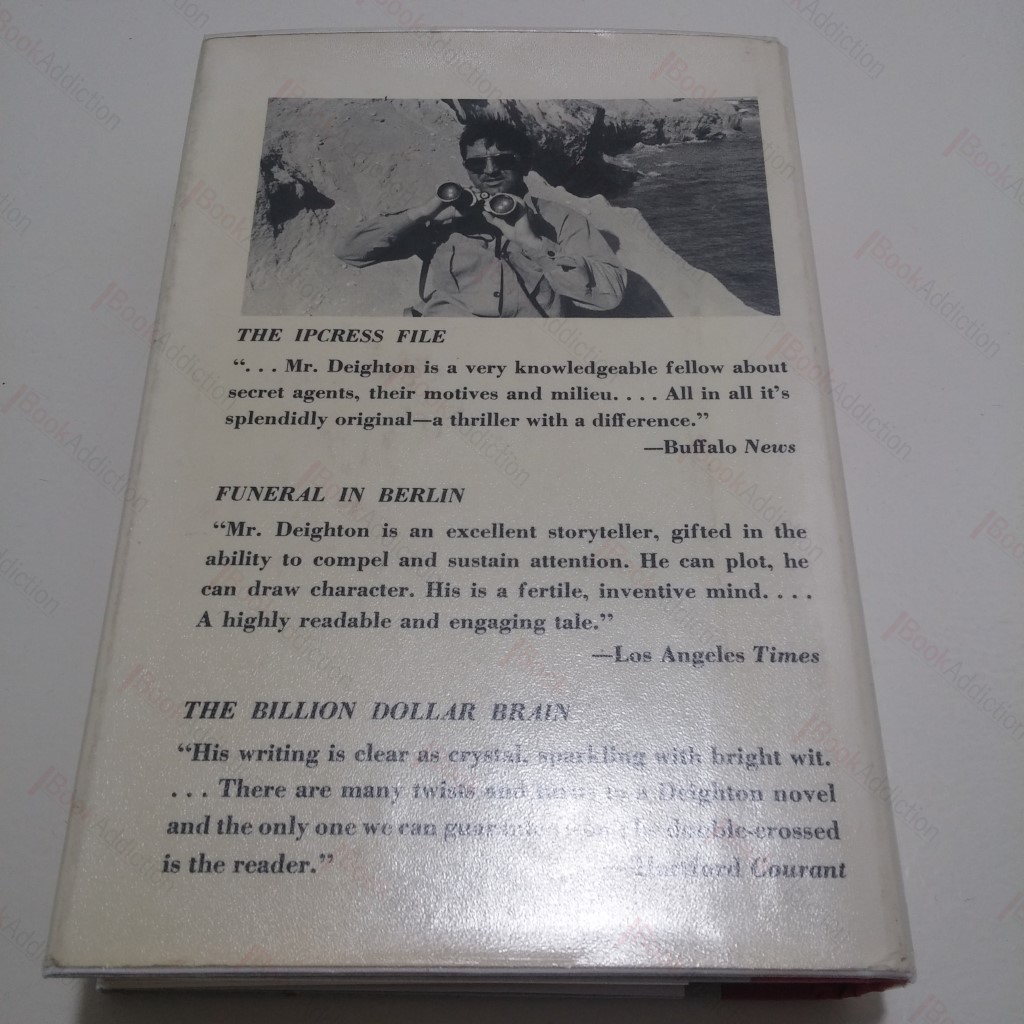 THE IPCRESS FILE
“. . . Mr. Deighton is a very knowledgeable fellow about
secret agents, their motives and milieu. . . . All in all it’s
splendidly original—a thriller with a difference.”
—Buffalo News
FUNERAL IN BERLIN
“Mr. Deighton is an excellent storyteller, gifted in the
ability to compel and sustain attention. He can plot, he
can draw character. His is a fertile, inventive mind. . . .
A highly readable and engaging tale.”
—Los Angeles Times
THE BILLION DOLLAR BRAIN
“His writing is clear as crystal, sparkling with bright wit.
. . . There are many twists and turns to a Deighton novel
and the only one we can guarantee won’t be double-crossed
is the reader.”
—Hartford Courant
BookAddiction